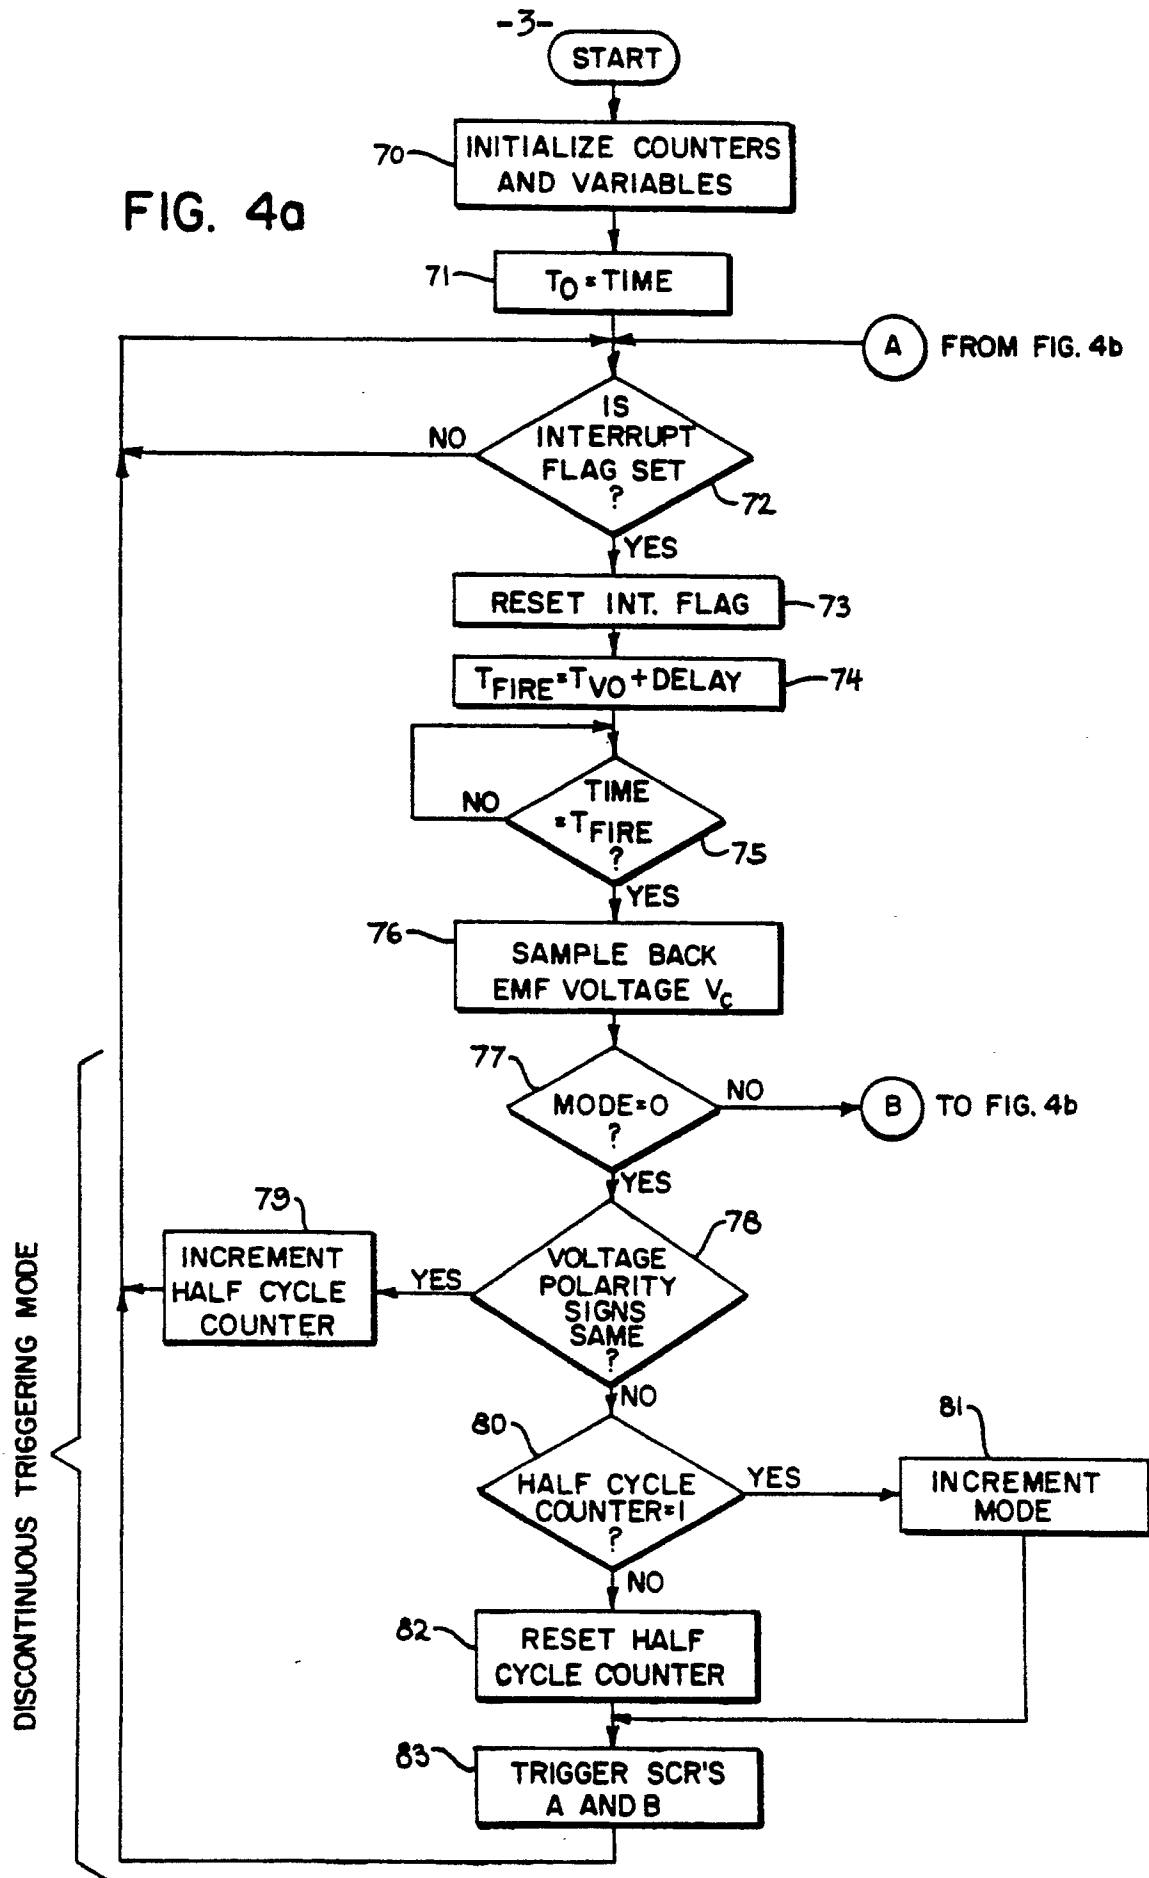 -3-
START
70
INITIALIZE COUNTERS
AND VARIABLES
FIG. 4a
71
T0=TIME
A
FROM FIG. 4b
IS
INTERRUPT
FLAG SET
?
NO
72
YES
RESET INT. FLAG
73
TFIRE=TVO+DELAY
74
TIME
=TFIRE
?
NO
75
YES
76
SAMPLE BACK
EMF VOLTAGE VC
77
MODE=0
?
NO
B
TO FIG. 4b
YES
79
INCREMENT
HALF CYCLE
COUNTER
YES
78
VOLTAGE
POLARITY
SIGNS
SAME
?
NO
80
HALF CYCLE
COUNTER=1
?
YES
81
INCREMENT
MODE
NO
82
RESET HALF
CYCLE COUNTER
83
TRIGGER SCR'S
A AND B
DISCONTINUOUS TRIGGERING MODE